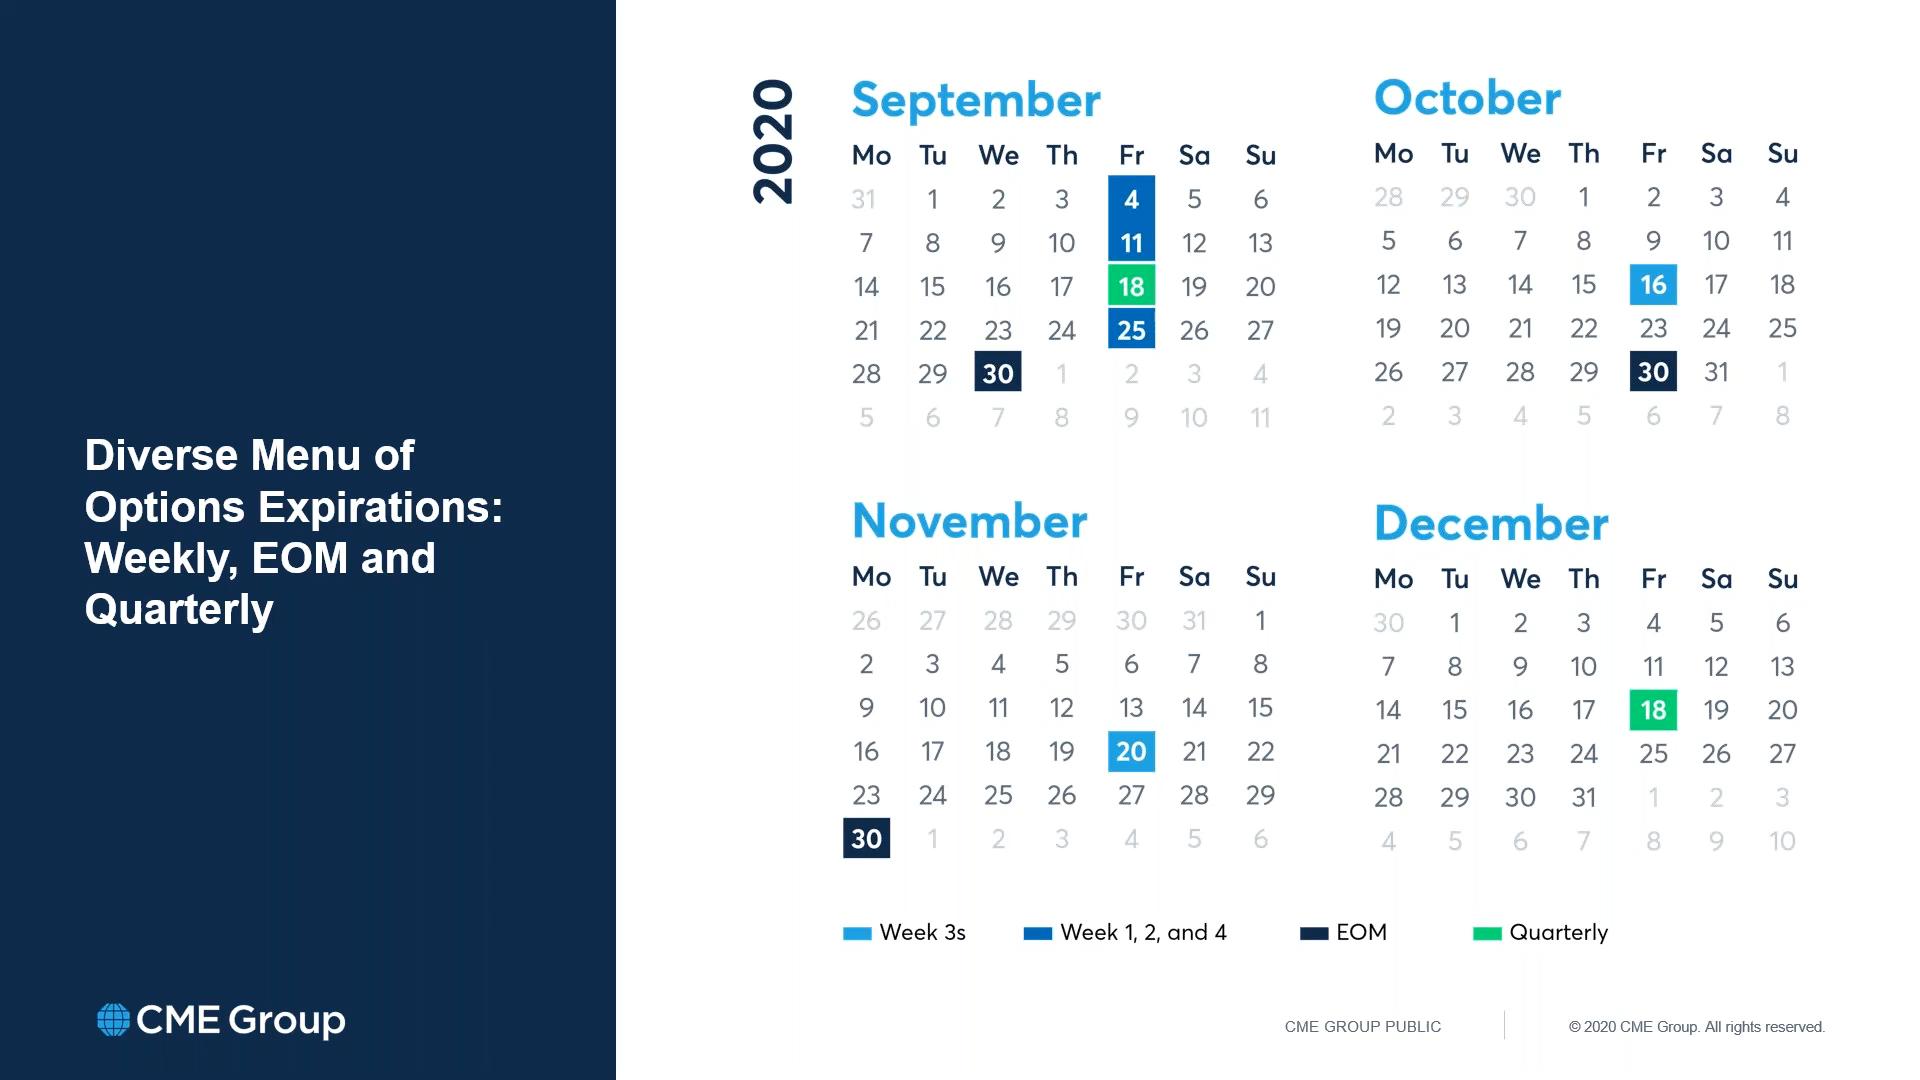 Diverse Menu of
Options Expirations:
Weekly, EOM and
Quarterly
CME Group
2020
September
Mo Tu We Th Fr Sa Su
31 1 2 3 4 5 6
7 8 9 10 11 12 13
14 15 16 17 18 19 20
21 22 23 24 25 26 27
28 29 30 1 2 3 4
5 6 7 8 9 10 11
October
Mo Tu We Th Fr Sa Su
28 29 30 1 2 3 4
5 6 7 8 9 10 11
12 13 14 15 16 17 18
19 20 21 22 23 24 25
26 27 28 29 30 31 1
2 3 4 5 6 7 8
November
Mo Tu We Th Fr Sa Su
26 27 28 29 30 31 1
2 3 4 5 6 7 8
9 10 11 12 13 14 15
16 17 18 19 20 21 22
23 24 25 26 27 28 29
30 1 2 3 4 5 6
December
Mo Tu We Th Fr Sa Su
30 1 2 3 4 5 6
7 8 9 10 11 12 13
14 15 16 17 18 19 20
21 22 23 24 25 26 27
28 29 30 31 1 2 3
4 5 6 7 8 9 10
Week 3s Week 1, 2, and 4 EOM Quarterly
CME GROUP PUBLIC
© 2020 CME Group. All rights reserved.